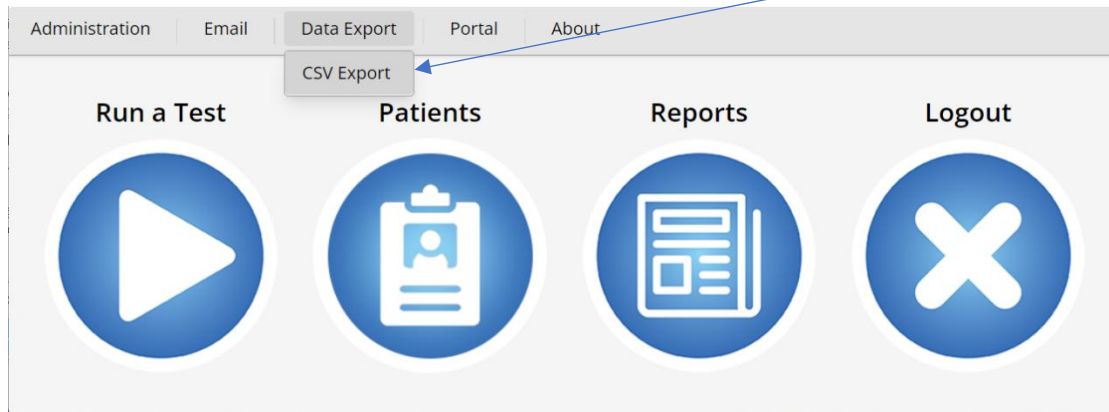 Administration Email Data Export Portal About
CSV Export
Run a Test Patients Reports Logout